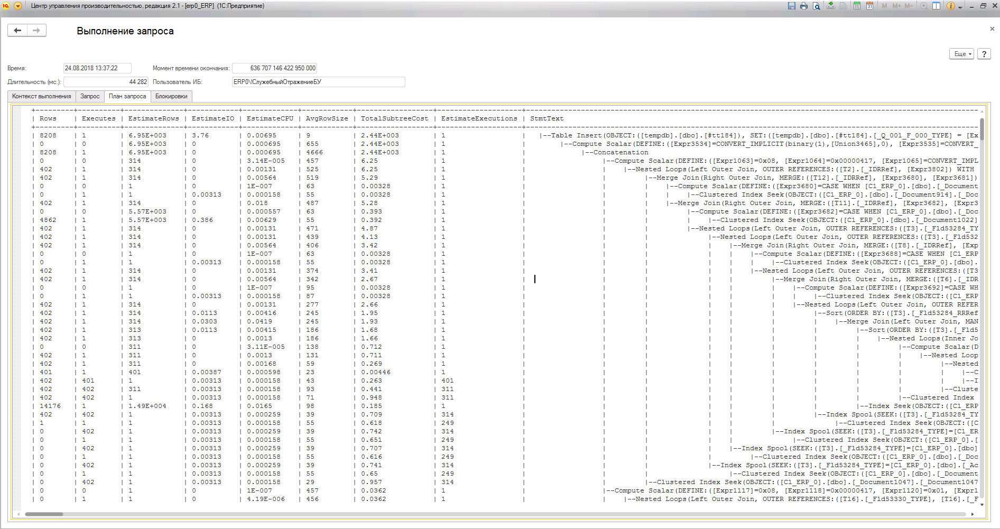 Центр управления производительностью, редакция 2.1 - [erp0_ERP] (1С:Предприятие)
M M+ M-
Выполнение запроса
Еще ?
Время: 24.08.2018 13:37:22 Момент времени окончания: 636 707 146 422 950 000
Длительность (мс.): 44 282 Пользователь ИБ: ERP0\!СлужебныйОтражениеБУ
Контекст выполнения Запрос План запроса Блокировки
| Rows | Executes | EstimateRows | EstimateIO | EstimateCPU | AvgRowSize | TotalSubtreeCost | EstimateExecutions | StmtText
| 8208 | 1 | 6.95E+003 | 3.76 | 0.00695 | 9 | 2.44E+003 | 1 | |--Table Insert(OBJECT:([tempdb].[dbo].[#tt184]), SET:([tempdb].[dbo].[#tt184].[_Q_001_F_000_TYPE] = [Ex
| 0 | 0 | 6.95E+003 | 0 | 0.000695 | 655 | 2.44E+003 | 1 | |--Compute Scalar(DEFINE:([Expr3534]=CONVERT_IMPLICIT(binary(1),[Union3465],0), [Expr3535]=CONVERT_
| 8208 | 1 | 6.95E+003 | 0 | 0.000695 | 4666 | 2.44E+003 | 1 | |--Concatenation
| 0 | 0 | 314 | 0 | 3.14E-005 | 457 | 6.25 | 1 | |--Compute Scalar(DEFINE:([Expr1063]=0x08, [Expr1064]=0x00000417, [Expr1065]=CONVERT_IMPL
| 402 | 1 | 314 | 0 | 0.00131 | 525 | 6.25 | 1 | |--Nested Loops(Left Outer Join, OUTER REFERENCES:([T2].[_IDRRef], [Expr3802]) WITH
| 402 | 1 | 314 | 0 | 0.00564 | 519 | 5.29 | 1 | |--Merge Join(Right Outer Join, MERGE:([T12].[_IDRRef], [Expr3680], [Expr3681])
| 0 | 0 | 1 | 0 | 1E-007 | 63 | 0.00328 | 1 | |--Compute Scalar(DEFINE:([Expr3680]=CASE WHEN [C1_ERP_0].[dbo].[_Document
| 0 | 1 | 1 | 0.00313 | 0.000158 | 55 | 0.00328 | 1 | |--Clustered Index Seek(OBJECT:([C1_ERP_0].[dbo].[_Document914].[_Doc
| 402 | 1 | 314 | 0 | 0.018 | 487 | 5.28 | 1 | |--Merge Join(Right Outer Join, MERGE:([T11].[_IDRRef], [Expr3682], [Expr3
| 0 | 0 | 5.57E+003 | 0 | 0.000557 | 63 | 0.393 | 1 | |--Compute Scalar(DEFINE:([Expr3682]=CASE WHEN [C1_ERP_0].[dbo].[_Doc
| 4862 | 1 | 5.57E+003 | 0.386 | 0.00629 | 55 | 0.392 | 1 | |--Clustered Index Seek(OBJECT:([C1_ERP_0].[dbo].[_Document1022]
| 402 | 1 | 314 | 0 | 0.00131 | 471 | 4.87 | 1 | |--Nested Loops(Left Outer Join, OUTER REFERENCES:([T3].[_Fld53284_TY
| 402 | 1 | 314 | 0 | 0.00131 | 439 | 4.13 | 1 | |--Nested Loops(Left Outer Join, OUTER REFERENCES:([T3].[_Fld532
| 402 | 1 | 314 | 0 | 0.00564 | 406 | 3.42 | 1 | |--Merge Join(Right Outer Join, MERGE:([T8].[_IDRRef], [Exp
| 0 | 0 | 1 | 0 | 1E-007 | 63 | 0.00328 | 1 | |--Compute Scalar(DEFINE:([Expr3688]=CASE WHEN [C1_ERP
| 0 | 1 | 1 | 0.00313 | 0.000158 | 55 | 0.00328 | 1 | |--Clustered Index Seek(OBJECT:([C1_ERP_0].[dbo].
| 402 | 1 | 314 | 0 | 0.00131 | 374 | 3.41 | 1 | |--Nested Loops(Left Outer Join, OUTER REFERENCES:([T3
| 402 | 1 | 314 | 0 | 0.00564 | 342 | 2.67 | 1 | |--Merge Join(Right Outer Join, MERGE:([T6].[_IDR
| 0 | 0 | 1 | 0 | 1E-007 | 95 | 0.00328 | 1 | |--Compute Scalar(DEFINE:([Expr3692]=CASE WH
| 0 | 1 | 1 | 0.00313 | 0.000158 | 87 | 0.00328 | 1 | |--Clustered Index Seek(OBJECT:([C1_ERP
| 402 | 1 | 314 | 0 | 0.00131 | 277 | 2.66 | 1 | |--Nested Loops(Left Outer Join, OUTER REFER
| 402 | 1 | 314 | 0.0113 | 0.00416 | 245 | 1.95 | 1 | |--Sort(ORDER BY:([T3].[_Fld53284_RRRef
| 402 | 1 | 314 | 0.0303 | 0.0419 | 245 | 1.93 | 1 | |--Merge Join(Left Outer Join, MAN
| 402 | 1 | 313 | 0.0113 | 0.00415 | 186 | 1.68 | 1 | |--Sort(ORDER BY:([T3].[_Fld5
| 402 | 1 | 313 | 0 | 0.0013 | 186 | 1.66 | 1 | |--Nested Loops(Inner Jo
| 0 | 0 | 311 | 0 | 3.11E-005 | 138 | 0.712 | 1 | |--Compute Scalar(D
| 402 | 1 | 311 | 0 | 0.0013 | 131 | 0.711 | 1 | |--Nested Loop
| 402 | 1 | 311 | 0 | 0.00168 | 59 | 0.269 | 1 | |--Nested
| 401 | 1 | 401 | 0.00387 | 0.000598 | 23 | 0.00446 | 1 | |--C
| 402 | 401 | 1 | 0.00313 | 0.000158 | 43 | 0.263 | 401 | |--I
| 402 | 402 | 311 | 0.00313 | 0.000158 | 93 | 0.441 | 311 | |--Cluste
| 402 | 402 | 1 | 0.00313 | 0.000158 | 71 | 0.948 | 311 | |--Clustered Index
| 14176 | 1 | 1.49E+004 | 0.168 | 0.0165 | 98 | 0.185 | 1 | |--Index Seek(OBJECT:([C1_ERP
| 402 | 402 | 1 | 0.00313 | 0.000259 | 39 | 0.709 | 314 | |--Index Spool(SEEK:([T3].[_Fld53284_TY
| 1 | 1 | 1 | 0.00313 | 0.000158 | 55 | 0.618 | 249 | |--Clustered Index Seek(OBJECT:([C
| 0 | 402 | 1 | 0.00313 | 0.000259 | 39 | 0.742 | 314 | |--Index Spool(SEEK:([T3].[_Fld53284_TYPE]=[C1_ER
| 0 | 1 | 1 | 0.00313 | 0.000158 | 55 | 0.651 | 249 | |--Clustered Index Seek(OBJECT:([C1_ERP_0].[
| 0 | 402 | 1 | 0.00313 | 0.000259 | 39 | 0.707 | 314 | |--Index Spool(SEEK:([T3].[_Fld53284_TYPE]=[C1_ERP_0].[dbo]
| 0 | 1 | 1 | 0.00313 | 0.000158 | 55 | 0.616 | 249 | |--Clustered Index Seek(OBJECT:([C1_ERP_0].[dbo].[_Doc
| 0 | 402 | 1 | 0.00313 | 0.000259 | 39 | 0.741 | 314 | |--Index Spool(SEEK:([T3].[_Fld53284_TYPE]=[C1_ERP_0].[dbo].[_Ac
| 0 | 1 | 1 | 0.00313 | 0.000158 | 55 | 0.65 | 249 | |--Clustered Index Seek(OBJECT:([C1_ERP_0].[dbo].[_Document
| 0 | 402 | 1 | 0.00313 | 0.000158 | 29 | 0.957 | 314 | |--Clustered Index Seek(OBJECT:([C1_ERP_0].[dbo].[_Document1047].[_Document1047
| 0 | 0 | 1 | 0 | 1E-007 | 457 | 0.0362 | 1 | |--Compute Scalar(DEFINE:([Expr1117]=0x08, [Expr1118]=0x00000417, [Expr1120]=0x01, [Expr1
| 0 | 1 | 1 | 0 | 4.19E-006 | 456 | 0.0362 | 1 | |--Nested Loops(Left Outer Join, OUTER REFERENCES:([T16].[_Fld53330_TYPE], [T16].[_F